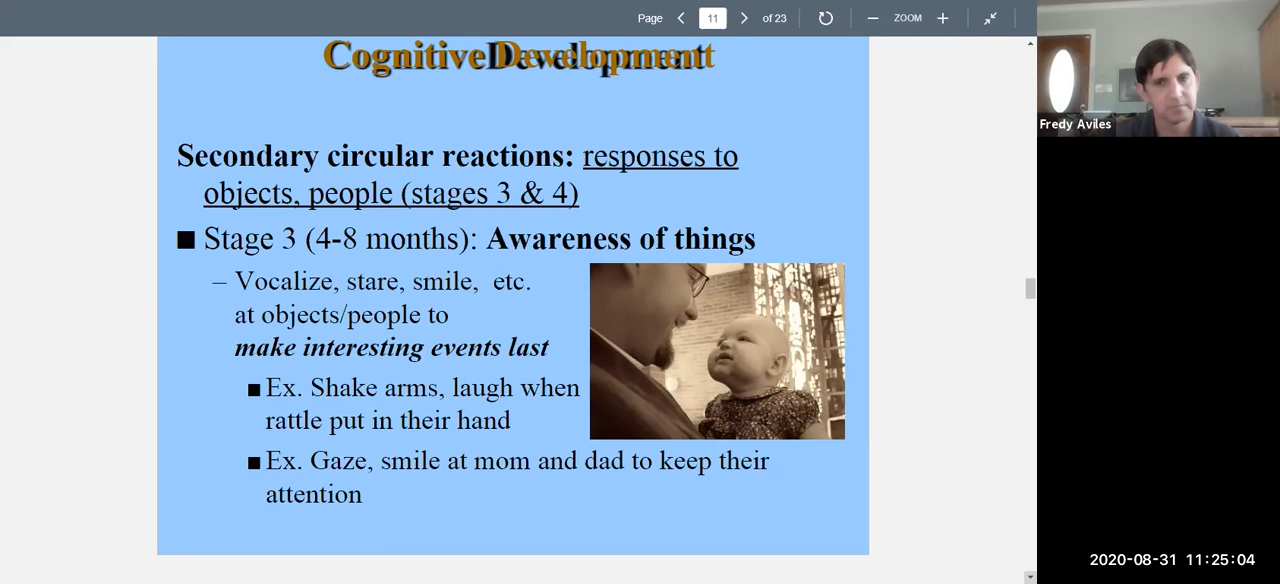 Page 11 of 23 ZOOM
Cognitive Development
Secondary circular reactions: responses to
objects, people (stages 3 & 4)
■ Stage 3 (4-8 months): Awareness of things
– Vocalize, stare, smile, etc.
at objects/people to
make interesting events last
■ Ex. Shake arms, laugh when
rattle put in their hand
■ Ex. Gaze, smile at mom and dad to keep their
attention
Fredy Aviles
2020-08-31 11:25:04